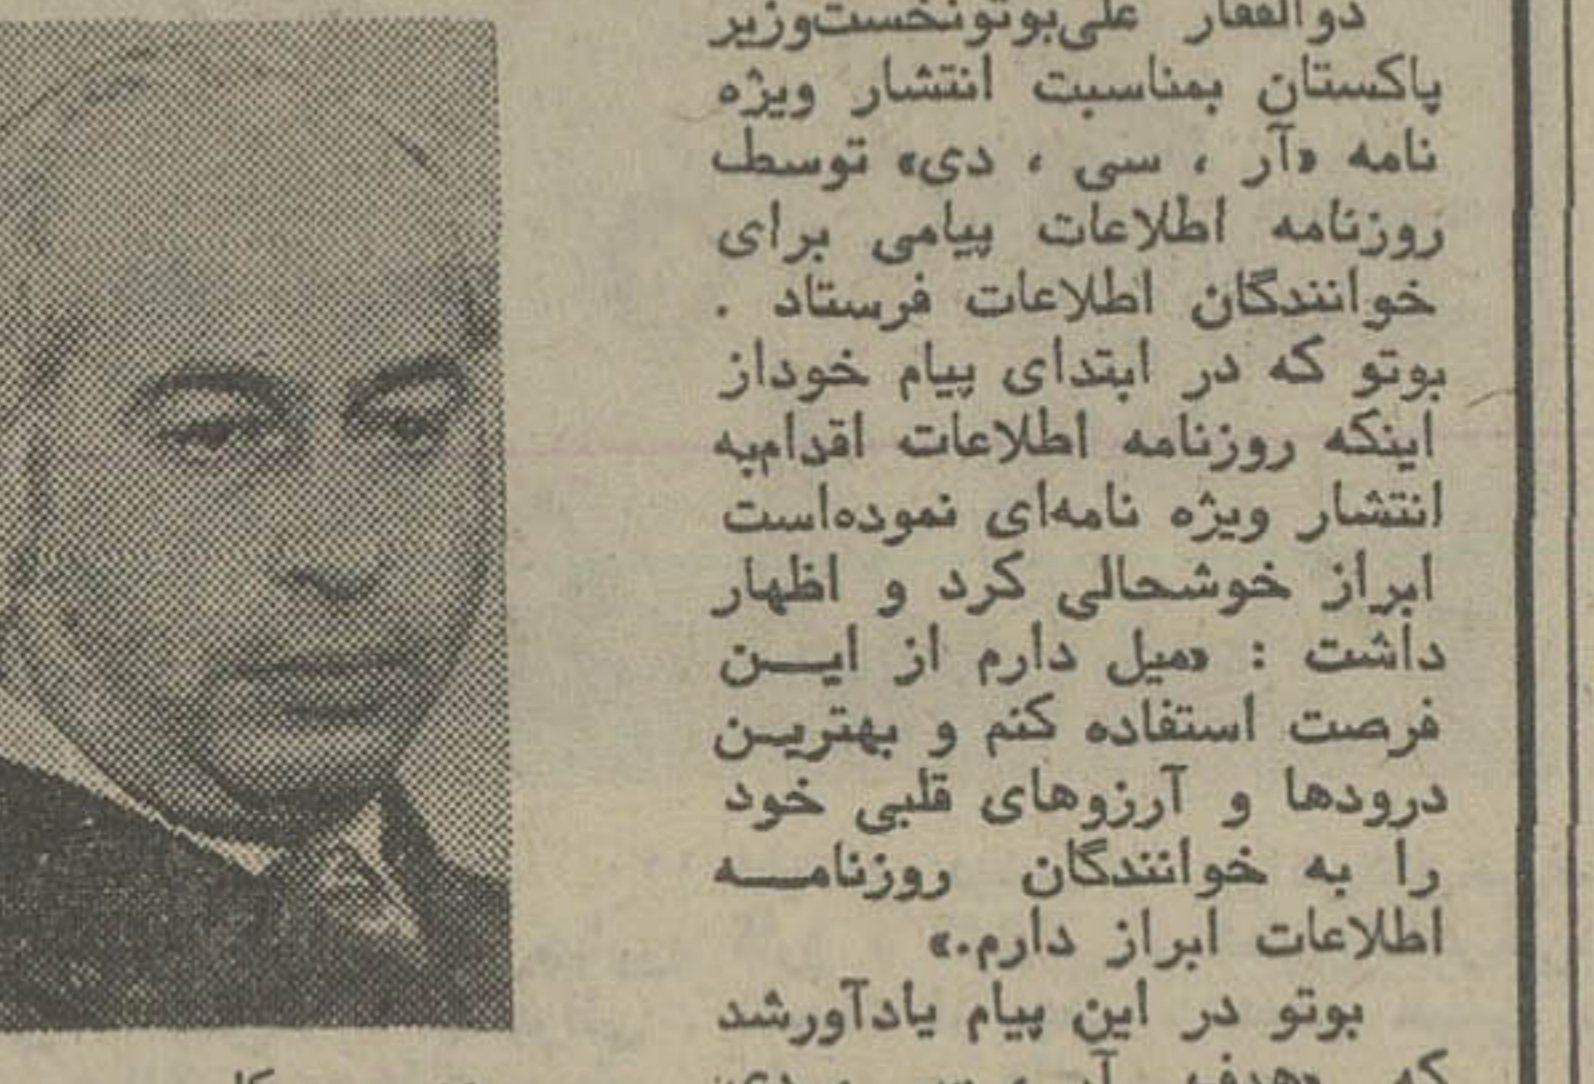 ذوالفقار علی‌بوتونخست‌وزیر
پاکستان بمناسبت انتشار ویژه
نامه «آر ، سی ، دی» توسط
روزنامه اطلاعات پیامی برای
خوانندگان اطلاعات فرستاد .
بوتو که در ابتدای پیام خوداز
اینکه روزنامه اطلاعات اقدام‌به
انتشار ویژه نامه‌ای نموده‌است
ابراز خوشحالی کرد و اظهار
داشت : «میل دارم از ایـــن
فرصت استفاده کنم و بهتریـن
درودها و آرزوهای قلبی خود
را به خوانندگان روزنامـــه
اطلاعات ابراز دارم.»
بوتو در این پیام یادآورشد
که «هدف آر